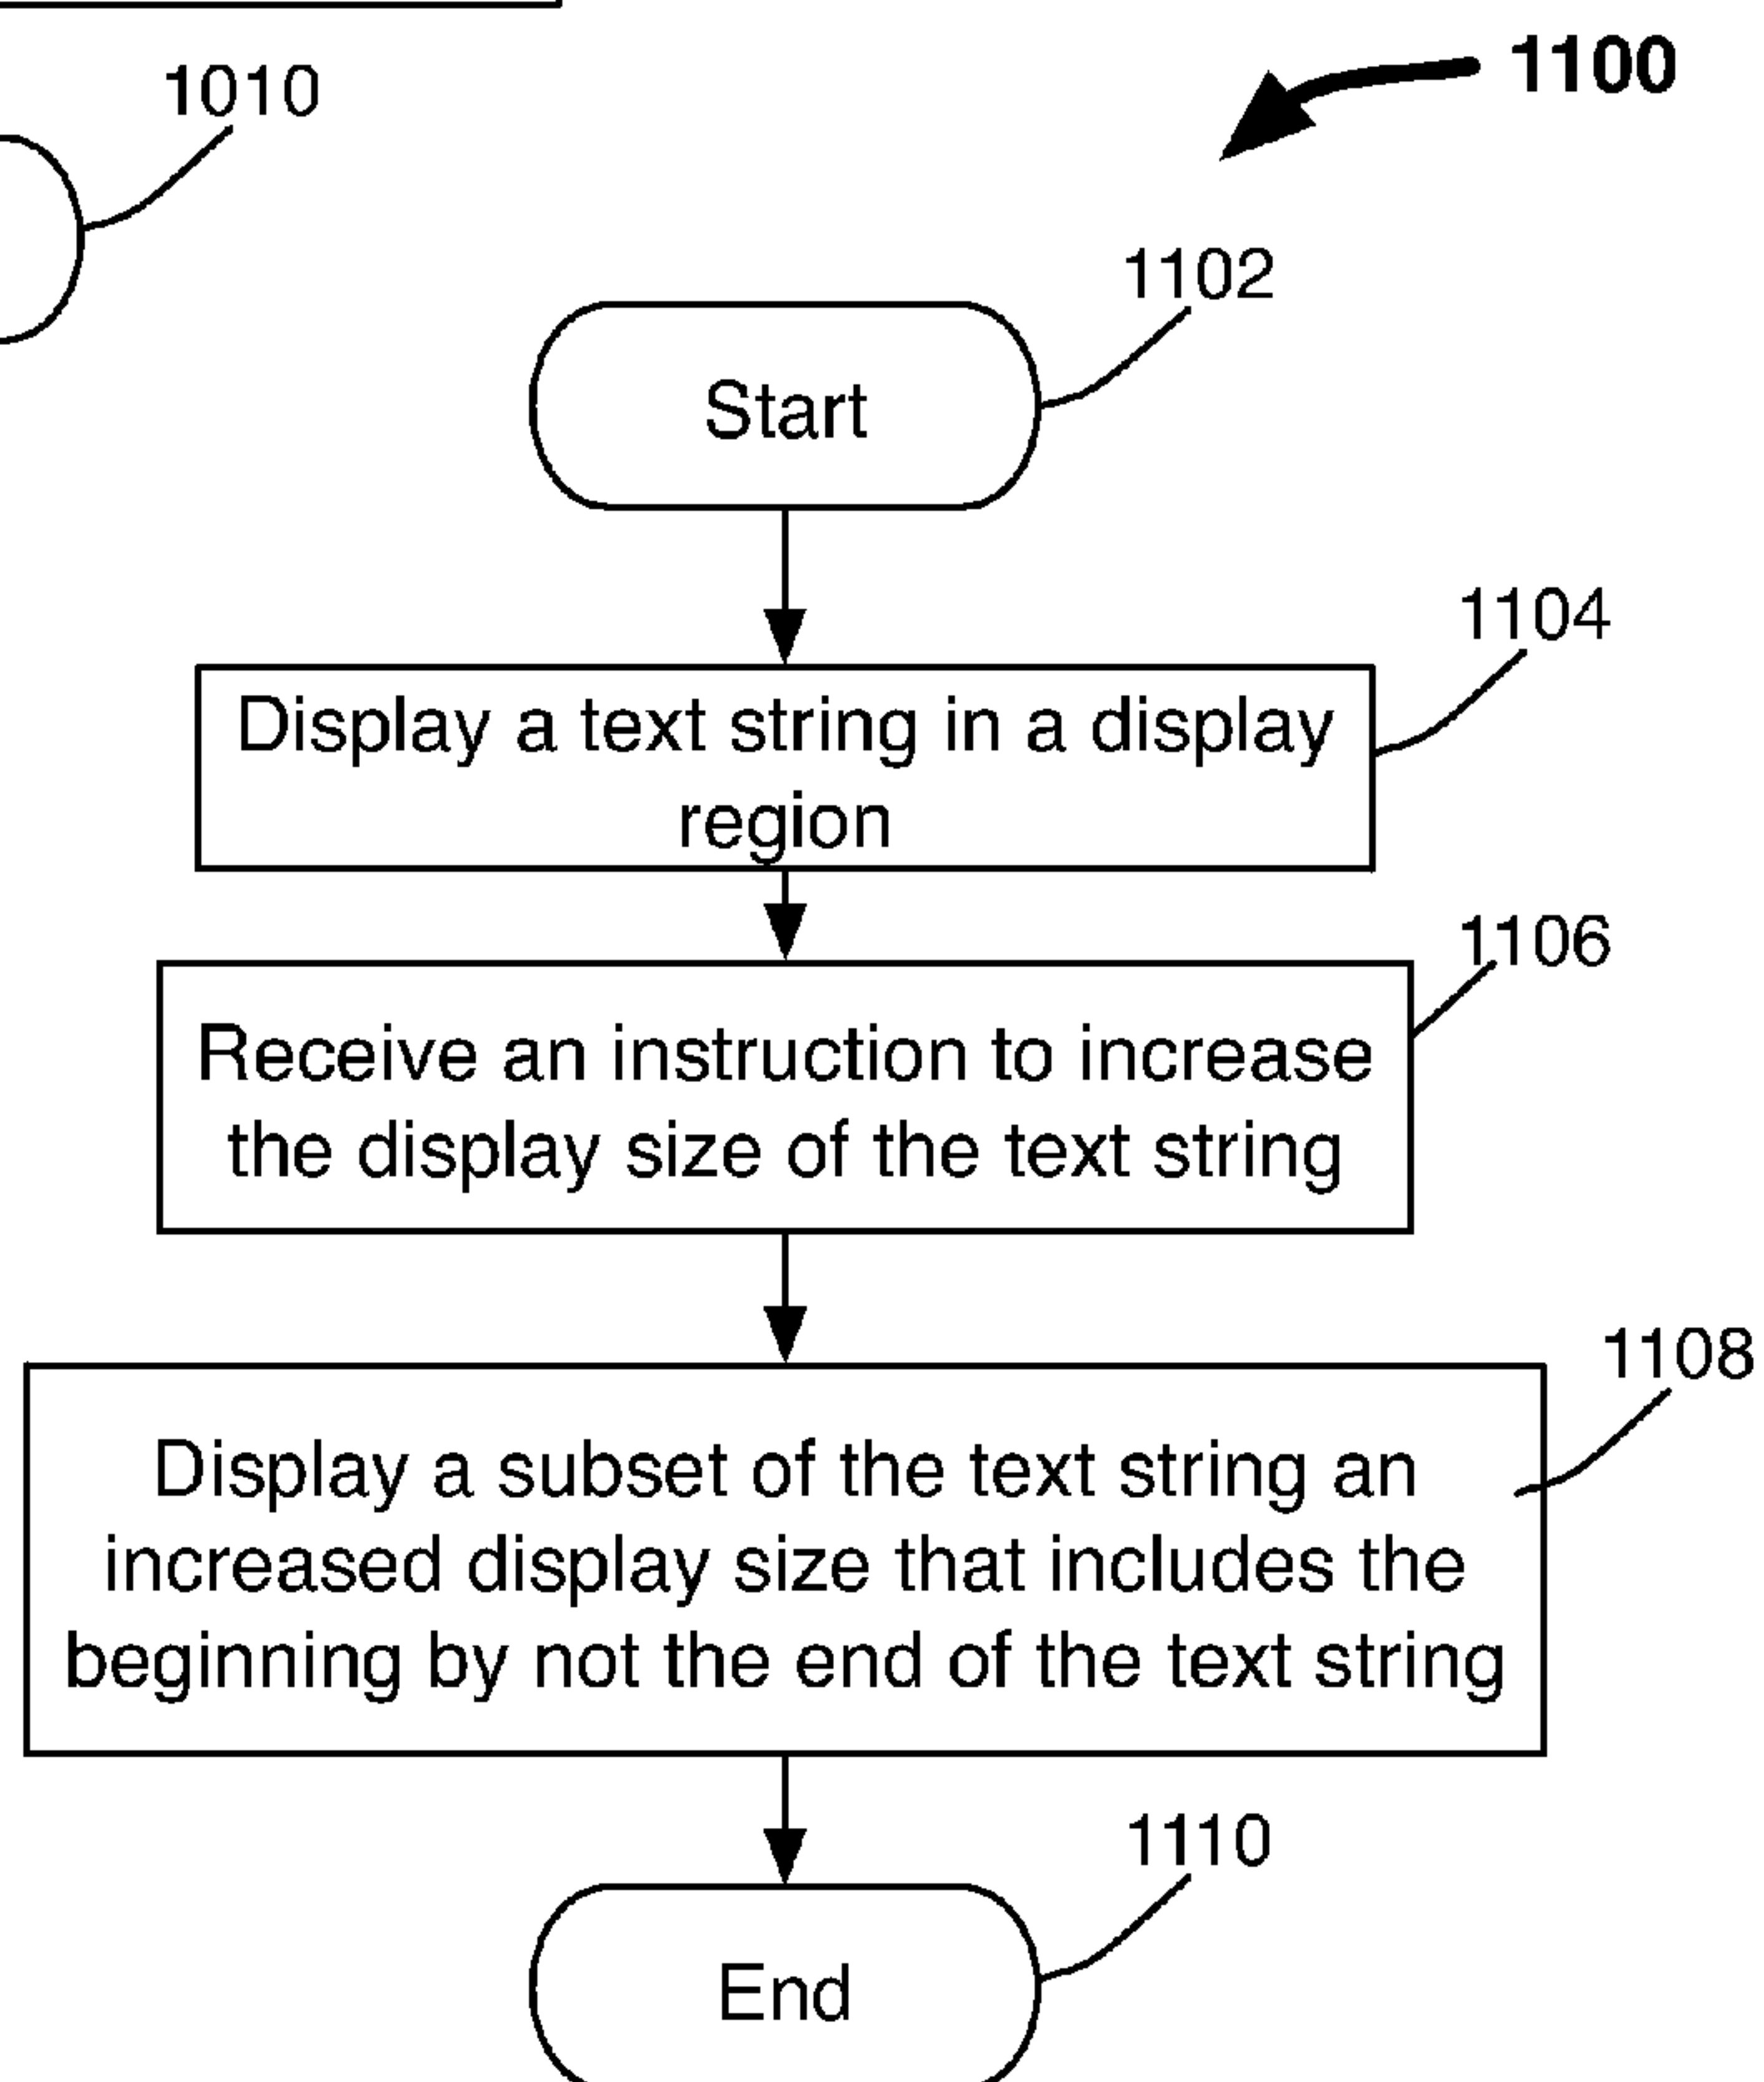 1100
1010
1102
Start
1104
Display a text string in a display
region
1106
Receive an instruction to increase
the display size of the text string
1108
Display a subset of the text string an
increased display size that includes the
beginning by not the end of the text string
1110
End